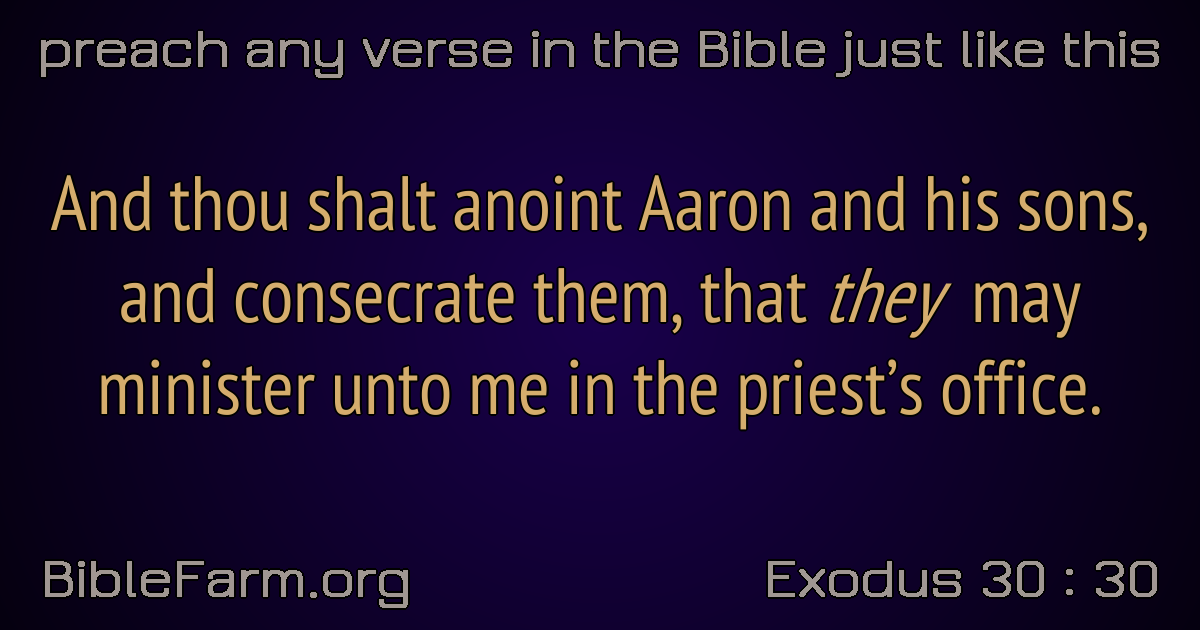 preach any verse in the Bible just like this
And thou shalt anoint Aaron and his sons,
and consecrate them, that they may
minister unto me in the priest’s office.
BibleFarm.org
Exodus 30 : 30